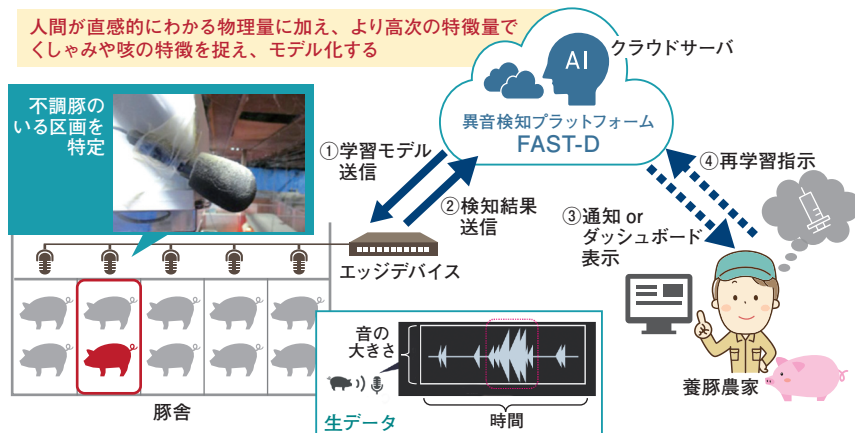 人間が直感的にわかる物理量に加え、より高次の特徴量で
くしゃみや咳の特徴を捉え、モデル化する
AI
クラウドサーバ
異音検知プラットフォーム
FAST-D
不調豚の
いる区画を
特定
①学習モデル
送信
②検知結果
送信
④再学習指示
③通知 or
ダッシュボード
表示
エッジデバイス
音の
大きさ
時間
生データ
豚舎
養豚農家